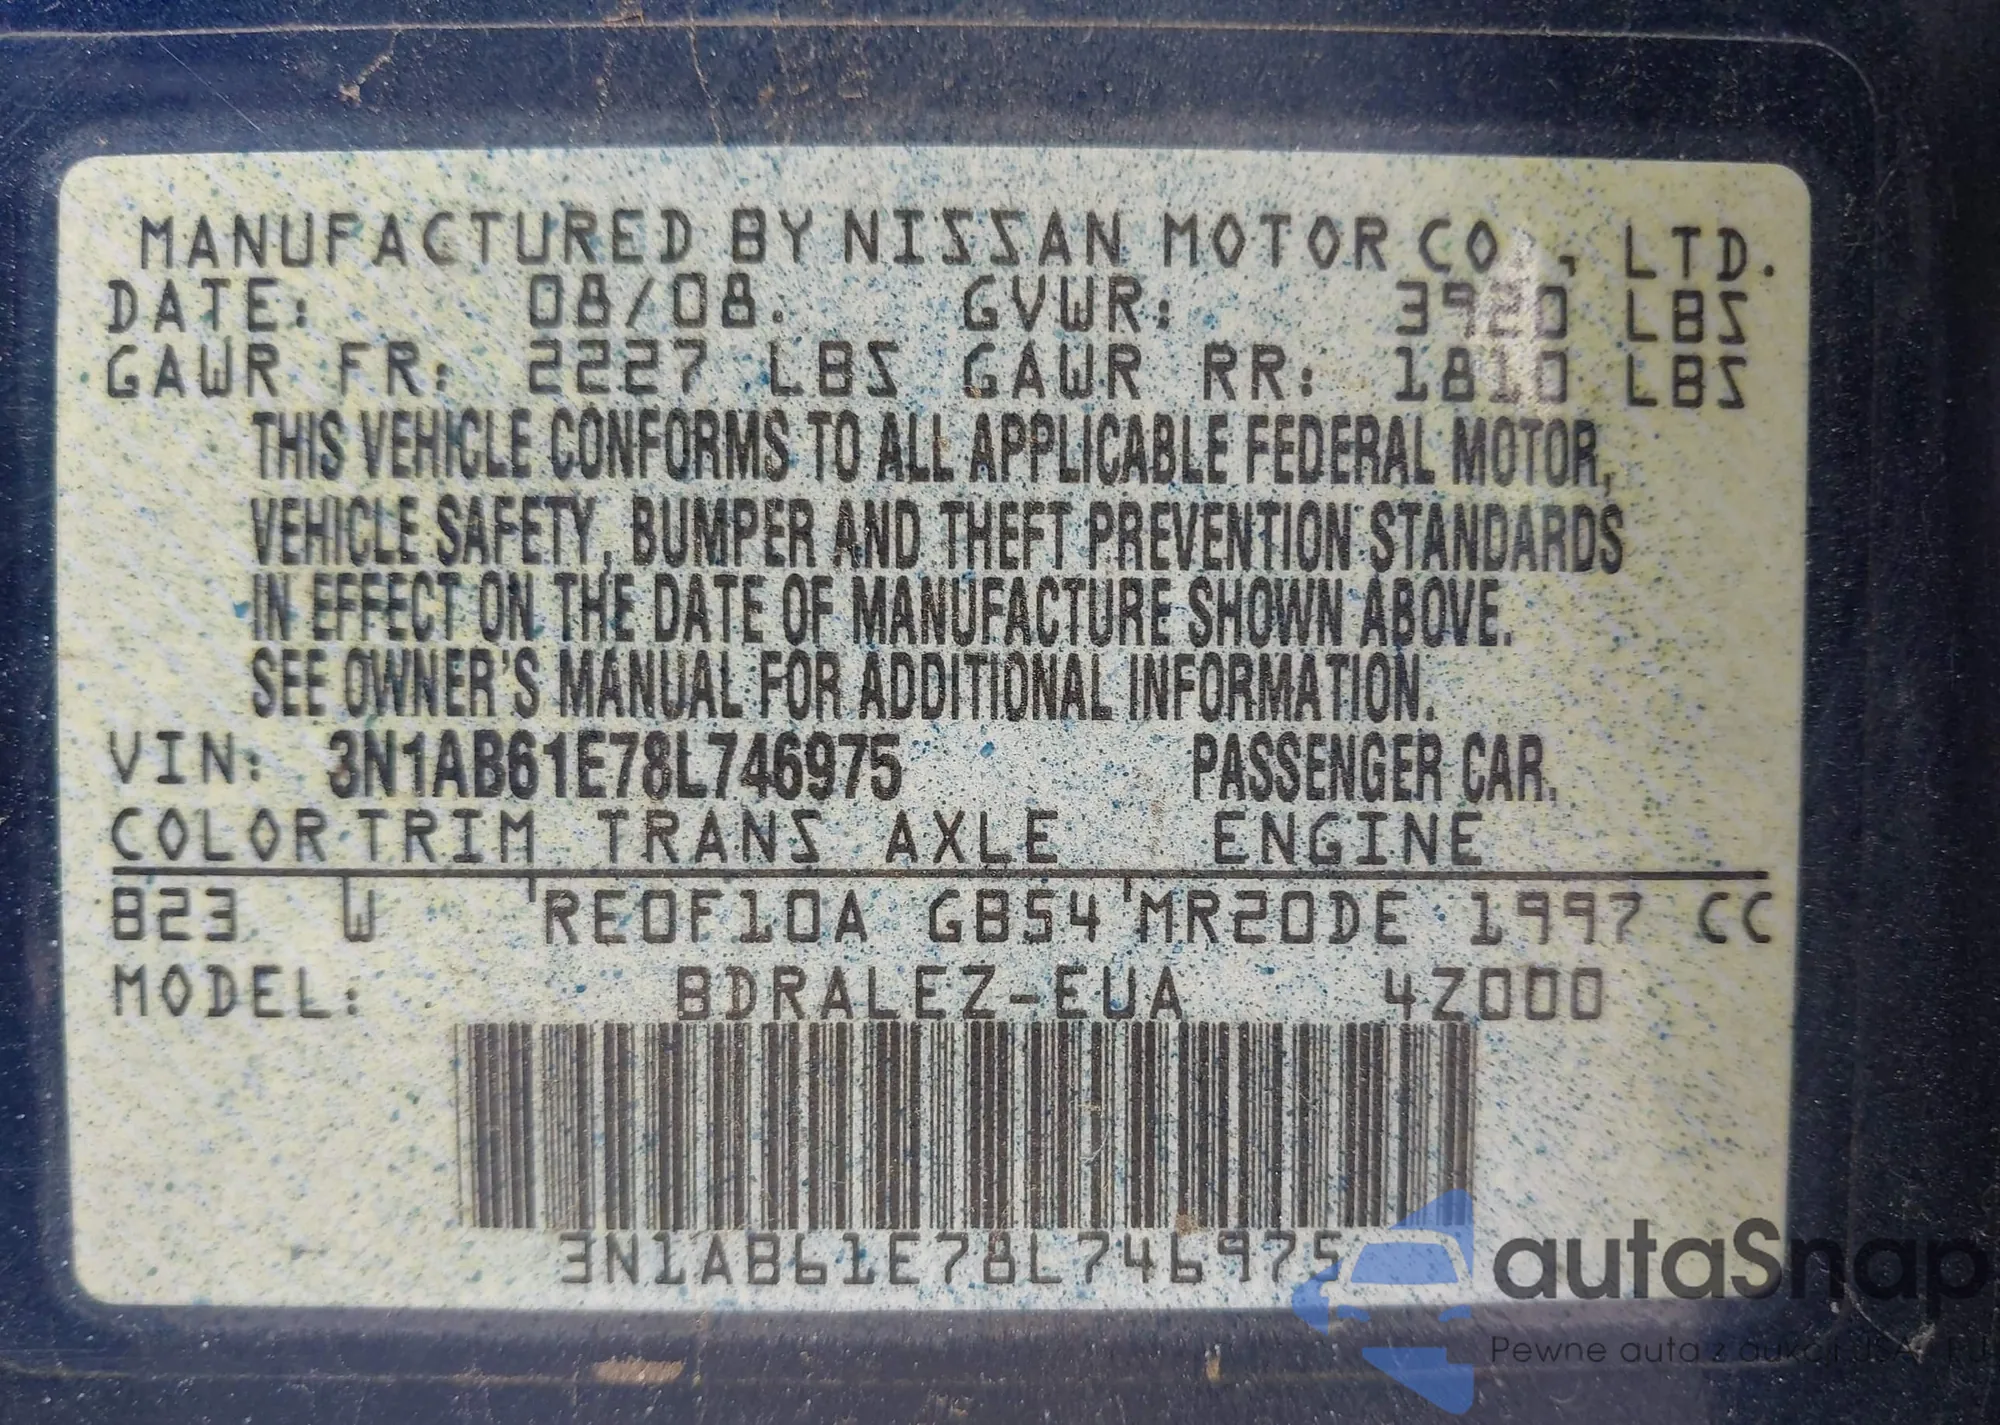 MANUFACTURED BY NISSAN MOTOR CO., LTD.
DATE: 08/08. GVWR: 3920 LBS
GAWR FR: 2227 LBS GAWR RR: 1810 LBS
THIS VEHICLE CONFORMS TO ALL APPLICABLE FEDERAL MOTOR,
VEHICLE SAFETY, BUMPER AND THEFT PREVENTION STANDARDS
IN EFFECT ON THE DATE OF MANUFACTURE SHOWN ABOVE.
SEE OWNER'S MANUAL FOR ADDITIONAL INFORMATION.
VIN: 3N1AB61E78L746975 PASSENGER CAR.
COLOR TRIM TRANS AXLE ENGINE
B23 W RE0F10A GB54 MR20DE 1997 CC
MODEL: BDRALEZ-EUA 4Z000
3N1AB61E78L746975
autaSnap
Pewne auta z aukcji